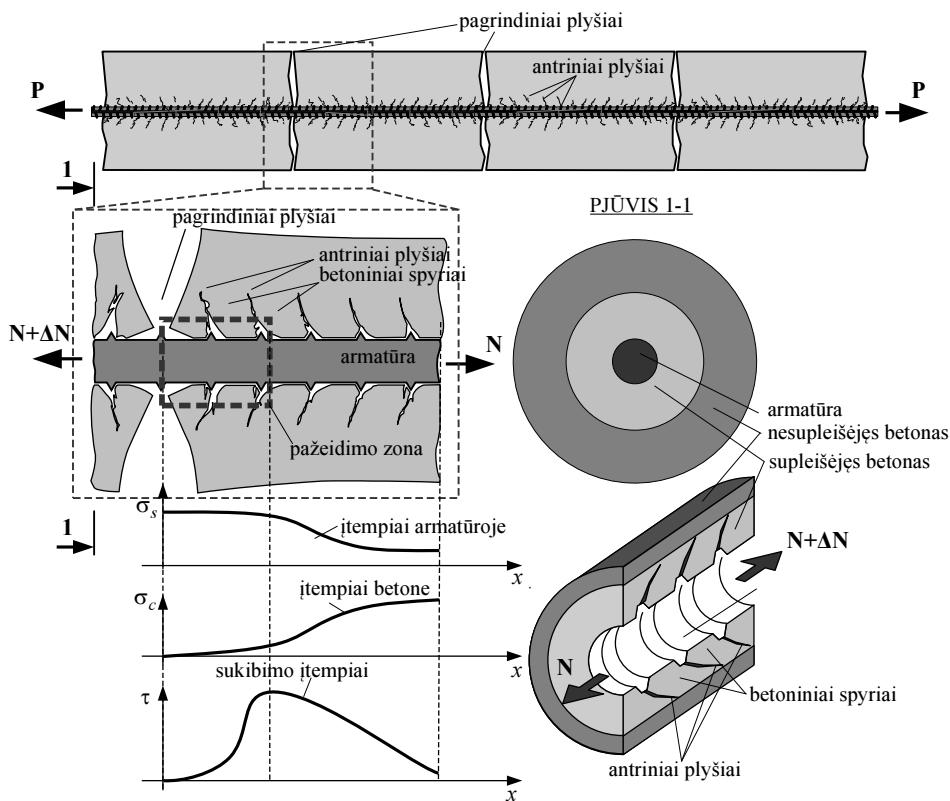 pagrindiniai plyšiai
antriniai plyšiai
P
P
1
PJŪVIS 1-1
pagrindiniai plyšiai
antriniai plyšiai
betoniniai spyriai
N+ΔN
N
armatūra
pažeidimo zona
armatūra
nesupleišėjęs betonas
supleišėjęs betonas
1
σs
įtempiai armatūroje
x
σc
įtempiai betone
x
τ
sukibimo įtempiai
x
N+ΔN
N
betoniniai spyriai
antriniai plyšiai